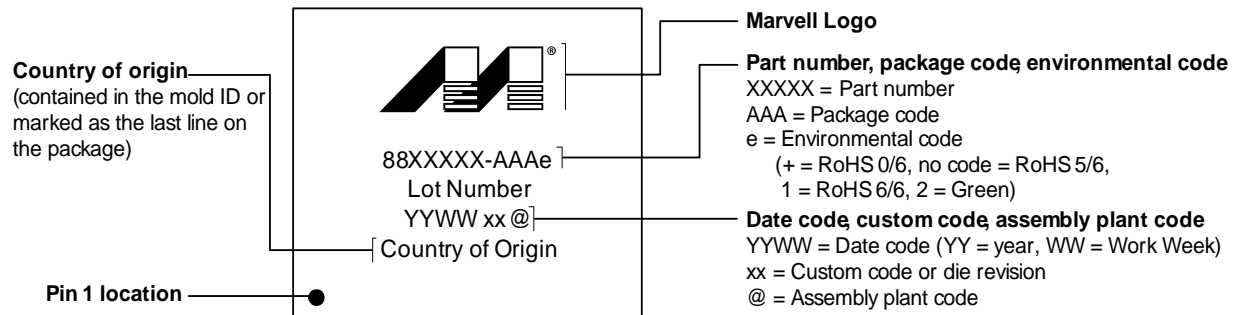 Marvell Logo
Country of origin
(contained in the mold ID or
marked as the last line on
the package)
®
88XXXXX-AAAe
Lot Number
YYWW xx @
Country of Origin
Pin 1 location
Part number, package code, environmental code
XXXXX = Part number
AAA = Package code
e = Environmental code
(+ = RoHS 0/6, no code = RoHS 5/6,
1 = RoHS 6/6, 2 = Green)
Date code, custom code, assembly plant code
YYWW = Date code (YY = year, WW = Work Week)
xx = Custom code or die revision
@ = Assembly plant code